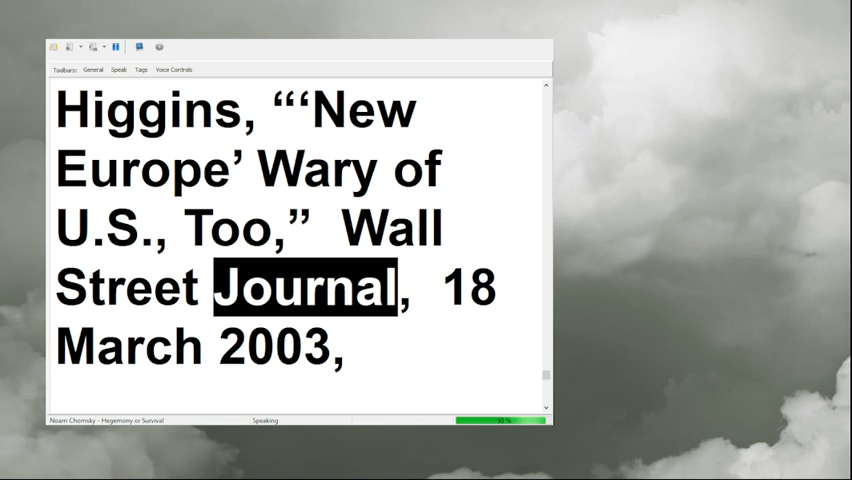 Toolbars: General Speak Tags Voice Controls
Higgins, “‘New
Europe’ Wary of
U.S., Too,” Wall
Street Journal, 18
March 2003,
Noam Chomsky - Hegemony or Survival Speaking 93 %